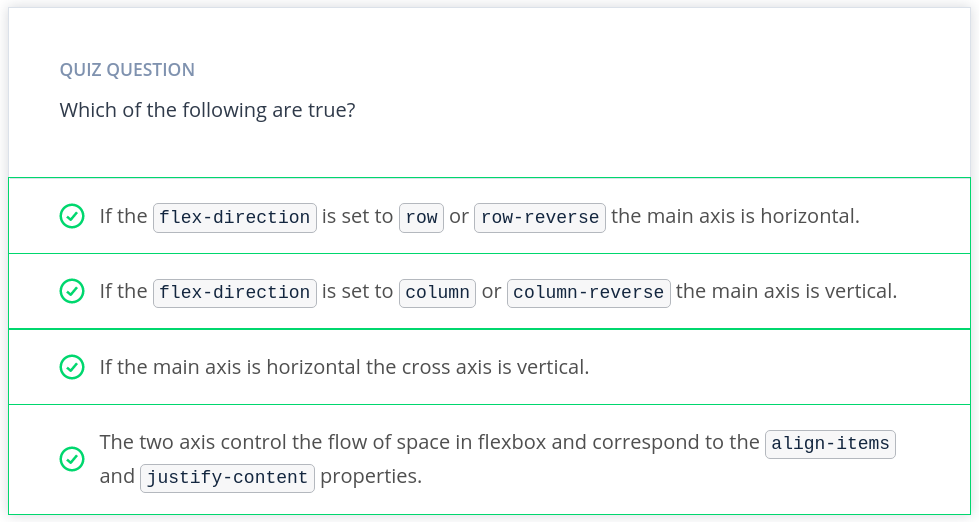 QUIZ QUESTION
Which of the following are true?
If the flex-direction is set to row or row-reverse the main axis is horizontal.
If the flex-direction is set to column or column-reverse the main axis is vertical.
If the main axis is horizontal the cross axis is vertical.
The two axis control the flow of space in flexbox and correspond to the align-items
and justify-content properties.